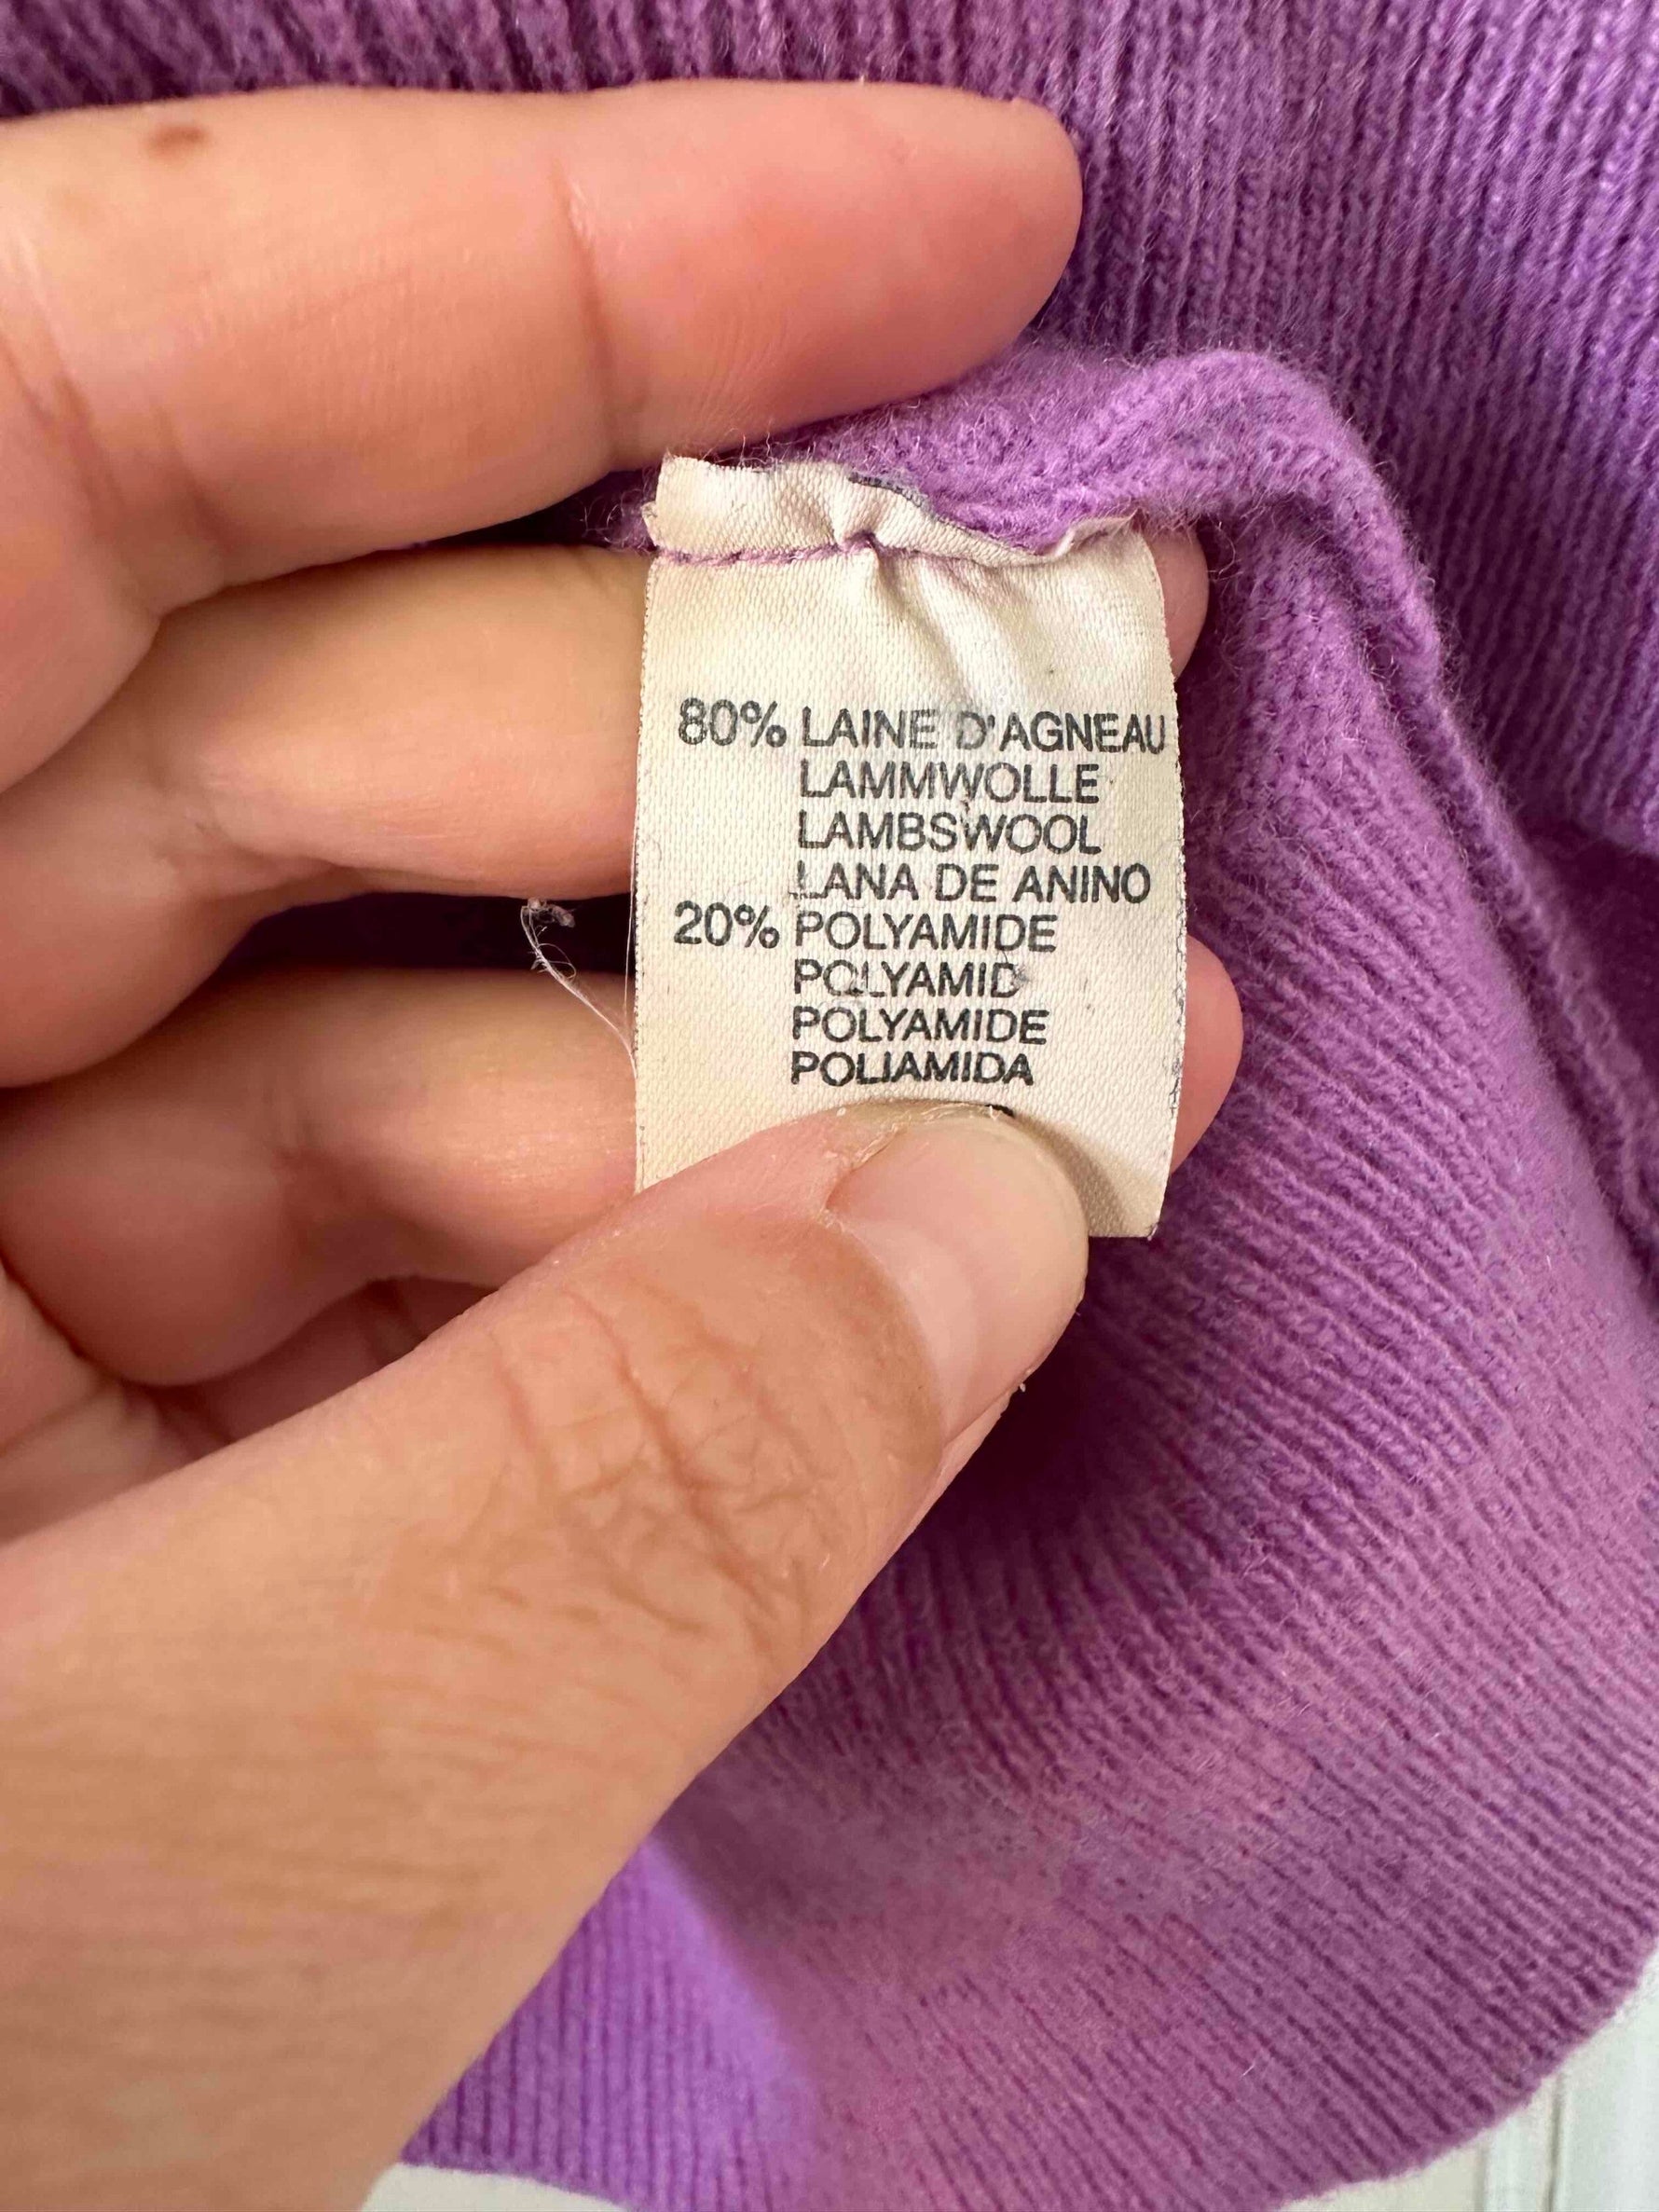 80% LAINE D'AGNEAU
LAMMWOLLE
LAMBSWOOL
LANA DE ANINO
20% POLYAMIDE
POLYAMID
POLYAMIDE
POLIAMIDA